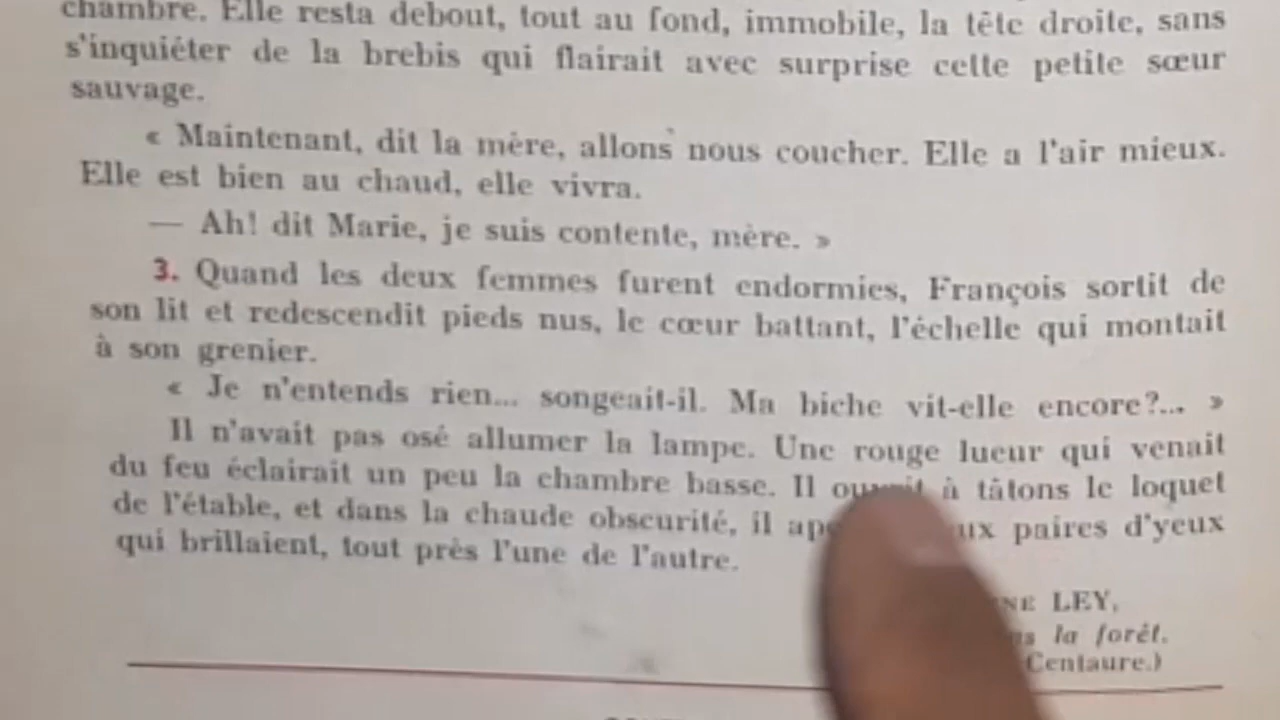 chambre. Elle resta debout, tout au fond, immobile, la tête droite, sans
s'inquiéter de la brebis qui flairait avec surprise cette petite sœur
sauvage.
« Maintenant, dit la mère, allons nous coucher. Elle a l'air mieux.
Elle est bien au chaud, elle vivra.
— Ah! dit Marie, je suis contente, mère. »
3. Quand les deux femmes furent endormies, François sortit de
son lit et redescendit pieds nus, le cœur battant, l'échelle qui montait
à son grenier.
« Je n'entends rien... songeait-il. Ma biche vit-elle encore?... »
Il n'avait pas osé allumer la lampe. Une rouge lueur qui venait
du feu éclairait un peu la chambre basse. Il à tâtons le loquet
de l'étable, et dans la chaude obscurité, il paires d'yeux
qui brillaient, tout près l'une de l'autre.
LEY,
la forêt.
Centaure.)